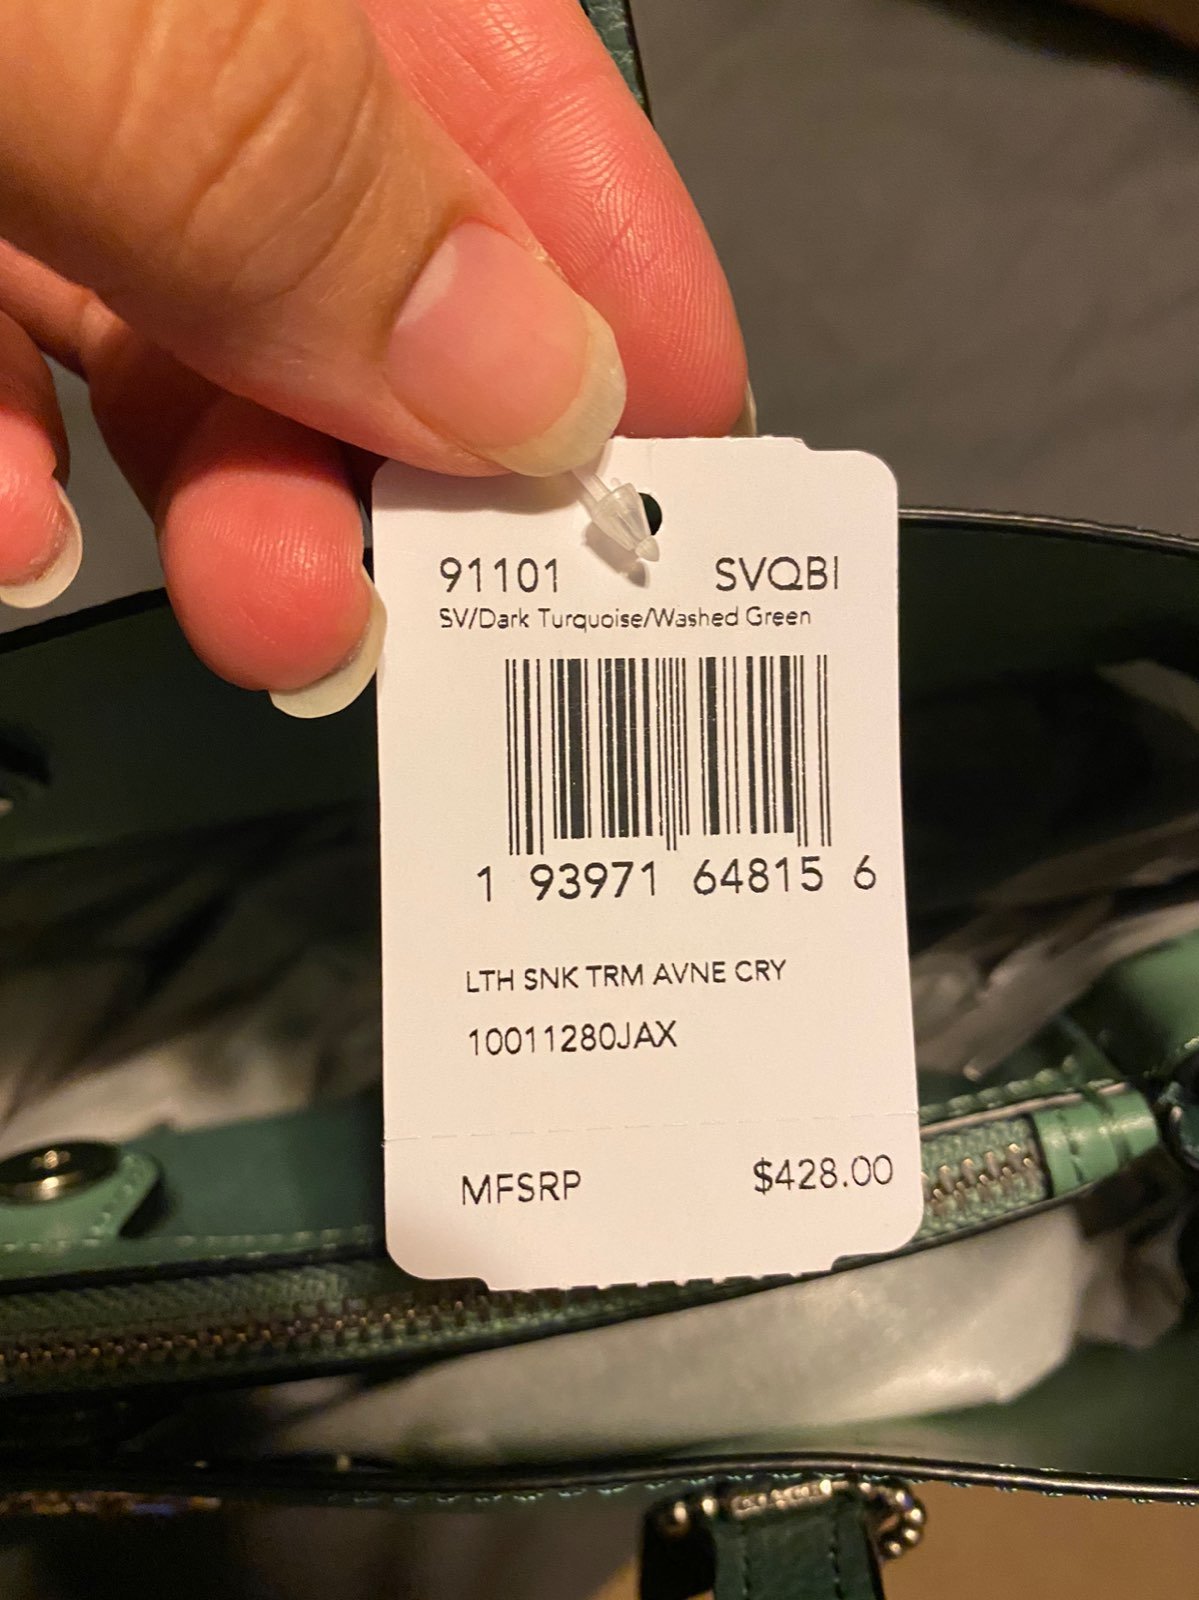 91101 SVQBI
SV/Dark Turquoise/Washed Green
1 93971 64815 6
LTH SNK TRM AVNE CRY
10011280JAX
MFSRP $428.00